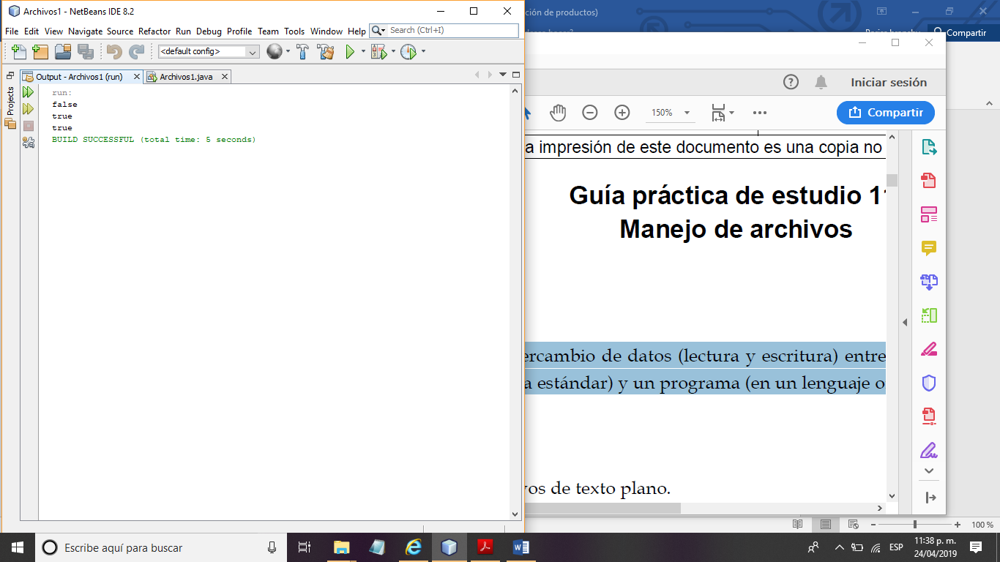 Archivos1 - NetBeans IDE 8.2
File Edit View Navigate Source Refactor Run Debug Profile Team Tools Window Help
Search (Ctrl+I)
<default config>
Output - Archivos1 (run)
Archivos1.java
Projects
run:
false
true
true
BUILD SUCCESSFUL (total time: 5 seconds)
ción de productos)
Compartir
Iniciar sesión
150%
Compartir
a impresión de este documento es una copia no
Guía práctica de estudio 11
Manejo de archivos
ercambio de datos (lectura y escritura) entre
a estándar) y un programa (en un lenguaje o
vos de texto plano.
100 %
Escribe aquí para buscar
ESP
11:38 p. m.
24/04/2019